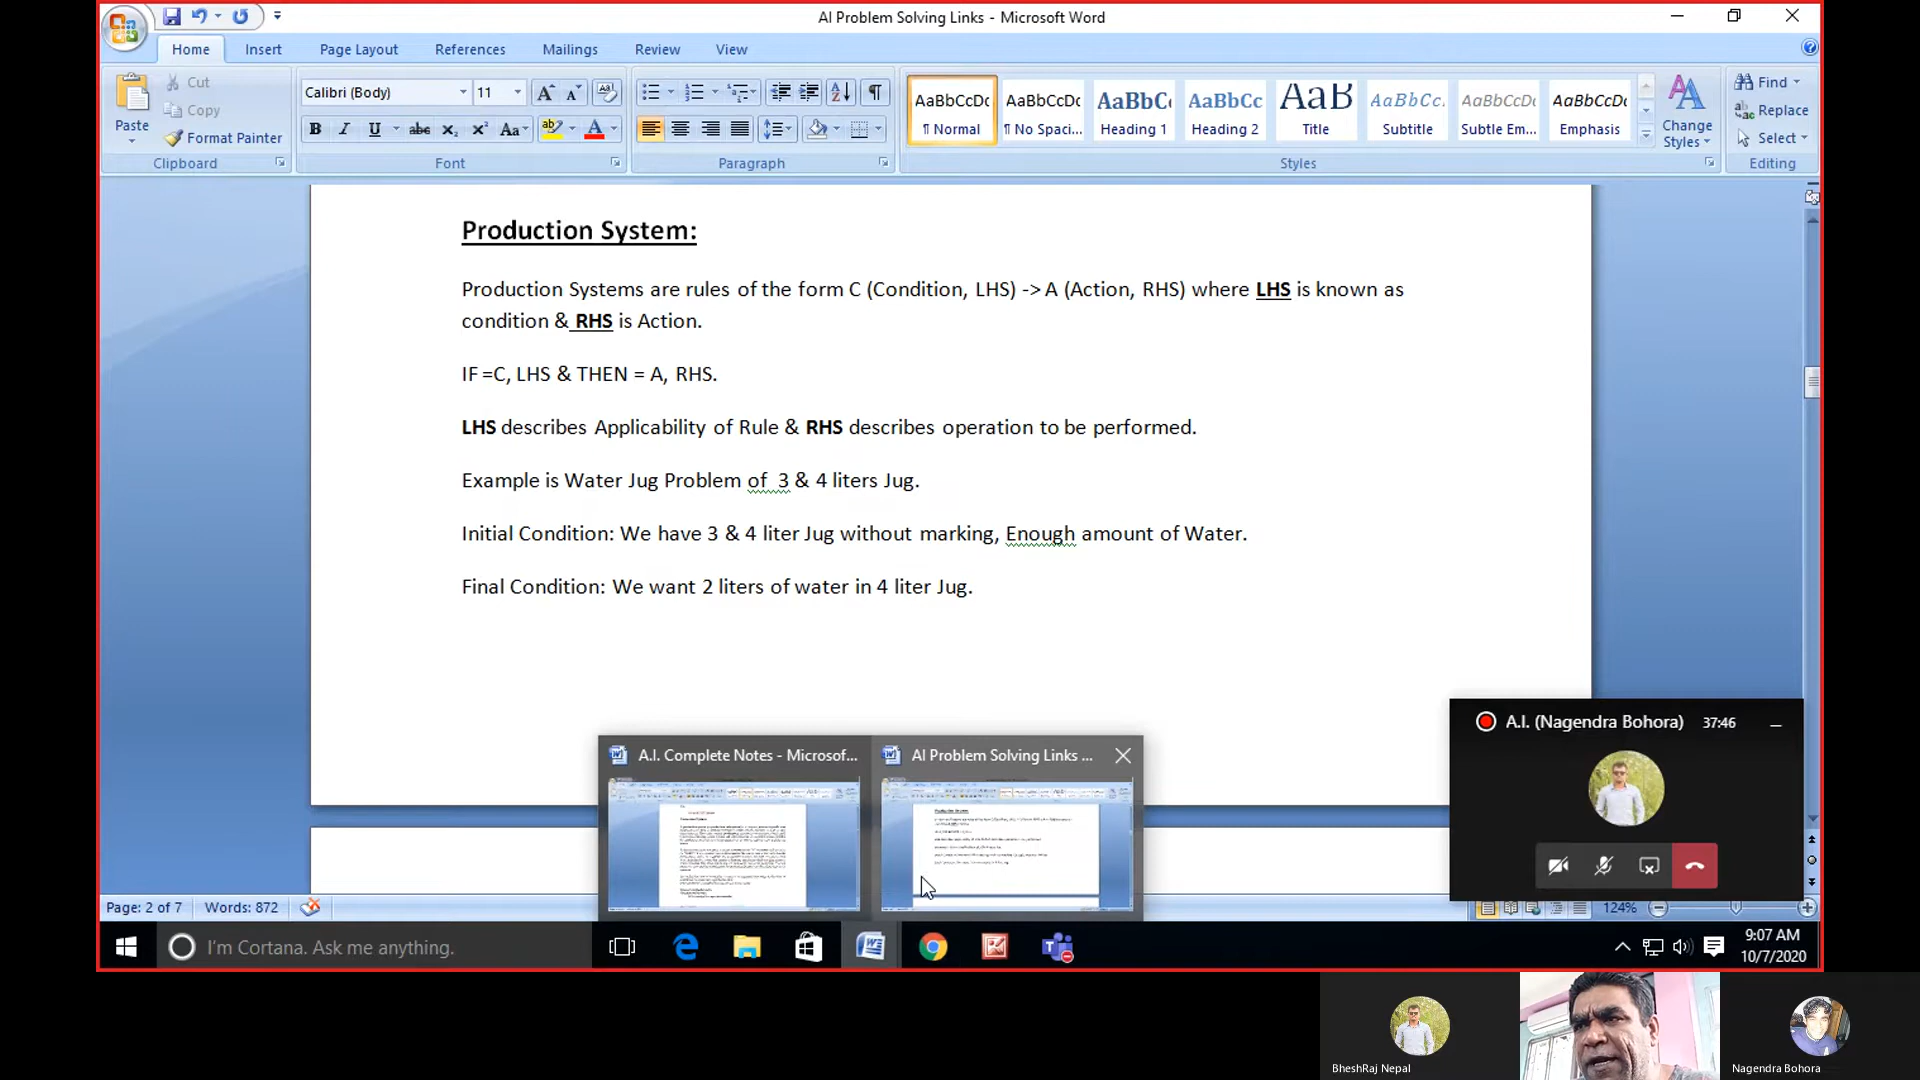 AI Problem Solving Links - Microsoft Word
Home Insert Page Layout References Mailings Review View
Paste
Cut
Copy
Format Painter
Clipboard
Calibri (Body) 11
Font
Paragraph
AaBbCcDc AaBbCcDc AaBbC AaBbCc AaB AaBbCc. AaBbCcDc AaBbCcDc
¶ Normal ¶ No Spaci... Heading 1 Heading 2 Title Subtitle Subtle Em... Emphasis
Change
Styles
Styles
Find
Replace
Select
Editing
Production System:
Production Systems are rules of the form C (Condition, LHS) -> A (Action, RHS) where LHS is known as
condition & RHS is Action.
IF =C, LHS & THEN = A, RHS.
LHS describes Applicability of Rule & RHS describes operation to be performed.
Example is Water Jug Problem of  3 & 4 liters Jug.
Initial Condition: We have 3 & 4 liter Jug without marking, Enough amount of Water.
Final Condition: We want 2 liters of water in 4 liter Jug.
A.I. (Nagendra Bohora) 37:46
A.I. Complete Notes - Microsof...
AI Problem Solving Links ...
Page: 2 of 7 Words: 872
124%
I'm Cortana. Ask me anything.
9:07 AM
10/7/2020
BheshRaj Nepal
Nagendra Bohora